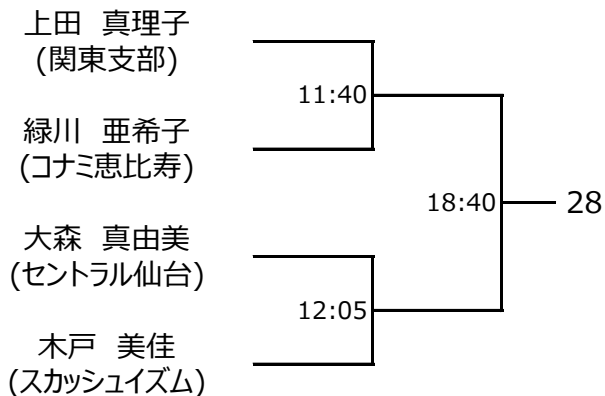 上田　真理子
(関東支部)
11:40
緑川　亜希子
(コナミ恵比寿)
18:40
28
大森　真由美
(セントラル仙台)
12:05
木戸　美佳
(スカッシュイズム)